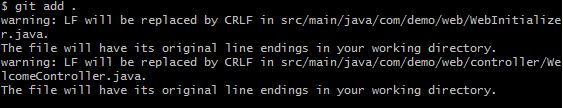 $ git add .
warning: LF will be replaced by CRLF in src/main/java/com/demo/web/WebInitialize
r.java.
The file will have its original line endings in your working directory.
warning: LF will be replaced by CRLF in src/main/java/com/demo/web/controller/We
lcomeController.java.
The file will have its original line endings in your working directory.